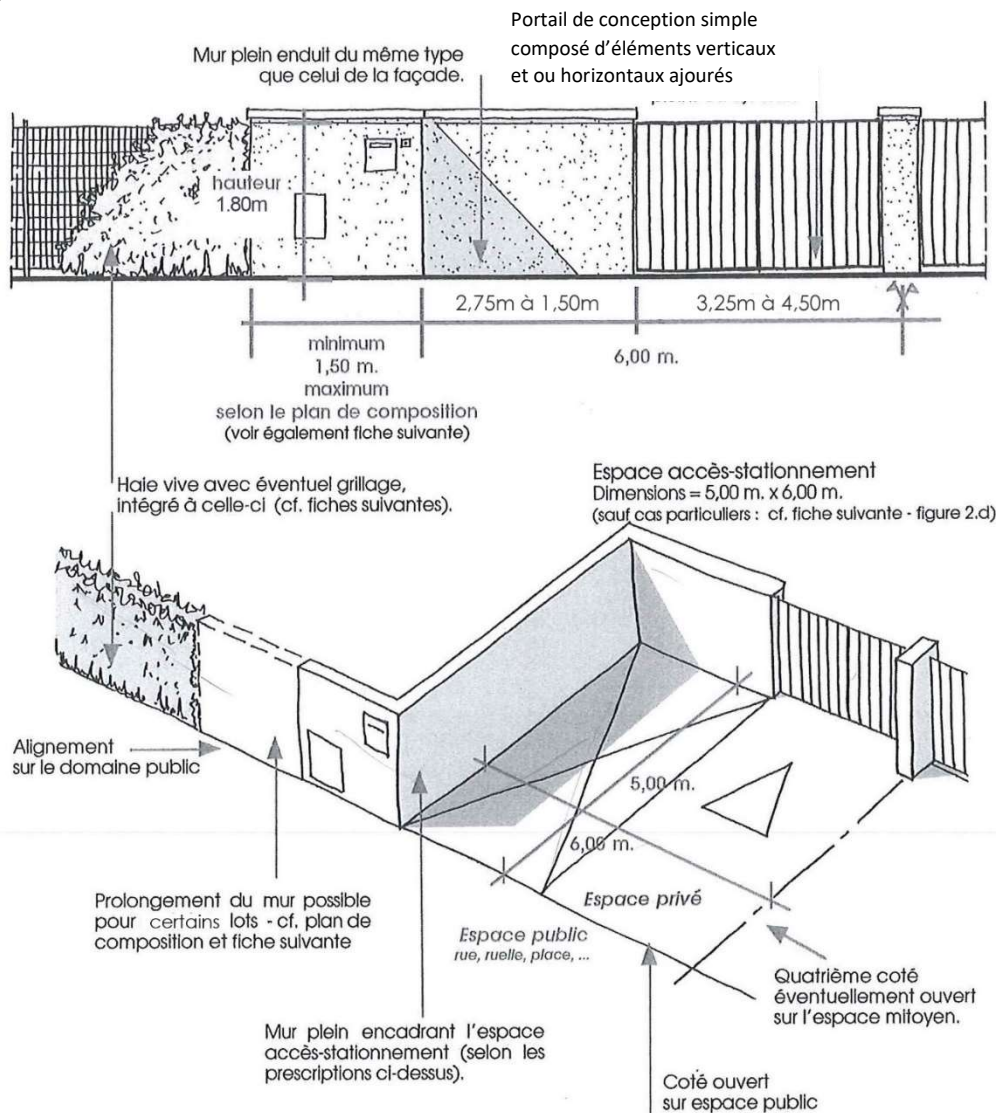 Portail de conception simple
composé d’éléments verticaux
et ou horizontaux ajourés
Mur plein enduit du même type
que celui de la façade.
hauteur :
1.80m
2,75m à 1,50m
3,25m à 4,50m
minimum
1,50 m.
maximum
selon le plan de composition
(voir également fiche suivante)
6,00 m.
Haie vive avec éventuel grillage,
intégré à celle-ci (cf. fiches suivantes).
Espace accès-stationnement
Dimensions = 5,00 m. x 6,00 m.
(sauf cas particuliers : cf. fiche suivante - figure 2.d)
Alignement
sur le domaine public
5,00 m.
6,00 m.
Espace privé
Espace public
rue, ruelle, place, ...
Prolongement du mur possible
pour certains lots - cf. plan de
composition et fiche suivante
Quatrième coté
éventuellement ouvert
sur l'espace mitoyen.
Mur plein encadrant l'espace
accès-stationnement (selon les
prescriptions ci-dessus).
Coté ouvert
sur espace public